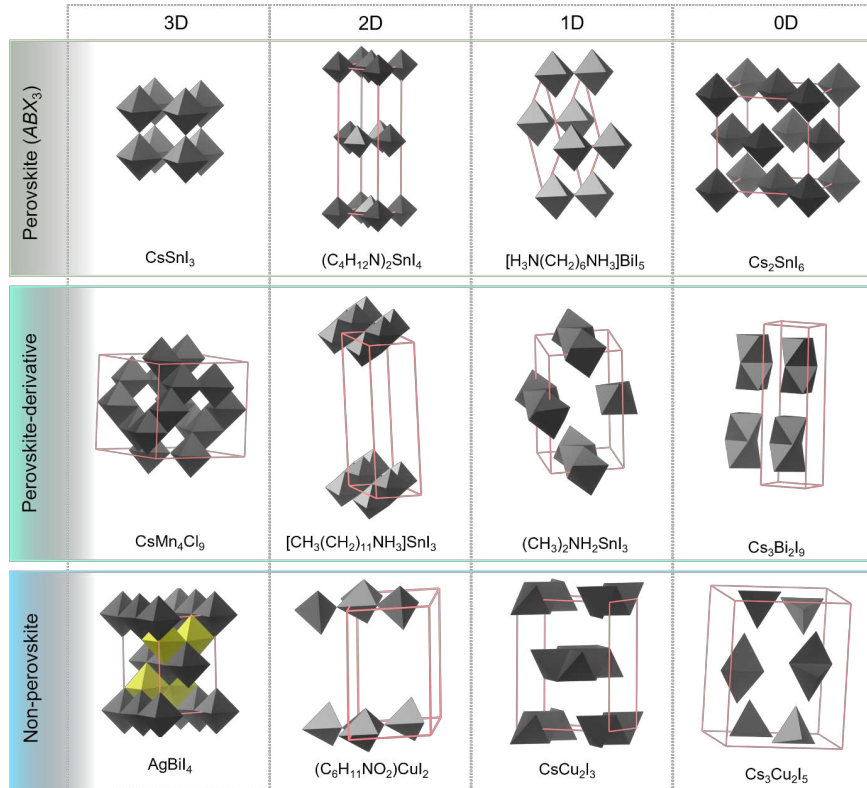 3D 2D 1D 0D
Perovskite (ABX₃)
CsSnI₃ (C₄H₁₂N)₂SnI₄ [H₃N(CH₂)₆NH₃]BiI₅ Cs₂SnI₆
Perovskite-derivative
CsMn₄Cl₉ [CH₃(CH₂)₁₁NH₃]SnI₃ (CH₃)₂NH₂SnI₃ Cs₃Bi₂I₉
Non-perovskite
AgBiI₄ (C₆H₁₁NO₂)CuI₂ CsCu₂I₃ Cs₃Cu₂I₅